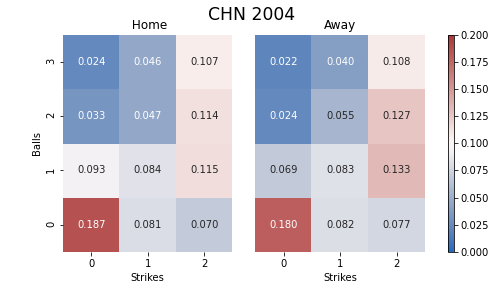 CHN 2004
Home
Away
Balls
3
0.024 0.046 0.107
2
0.033 0.047 0.114
1
0.093 0.084 0.115
0
0.187 0.081 0.070
0 1 2
Strikes
0.022 0.040 0.108
0.024 0.055 0.127
0.069 0.083 0.133
0.180 0.082 0.077
0 1 2
Strikes
0.200
0.175
0.150
0.125
0.100
0.075
0.050
0.025
0.000